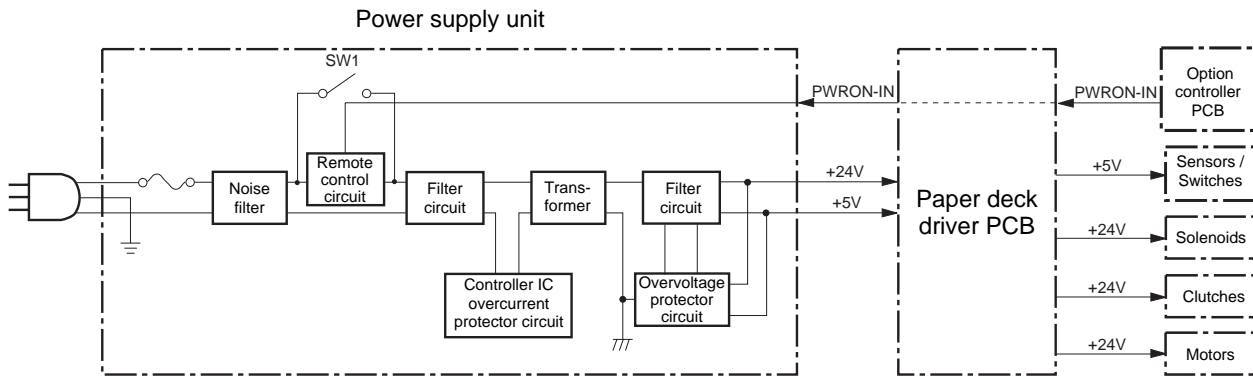 Power supply unit
SW1
PWRON-IN
PWRON-IN
Option
controller
PCB
Noise
filter
Remote
control
circuit
Filter
circuit
Trans-
former
Filter
circuit
+24V
+5V
Controller IC
overcurrent
protector circuit
Overvoltage
protector
circuit
Paper deck
driver PCB
+5V
Sensors /
Switches
+24V
Solenoids
+24V
Clutches
+24V
Motors